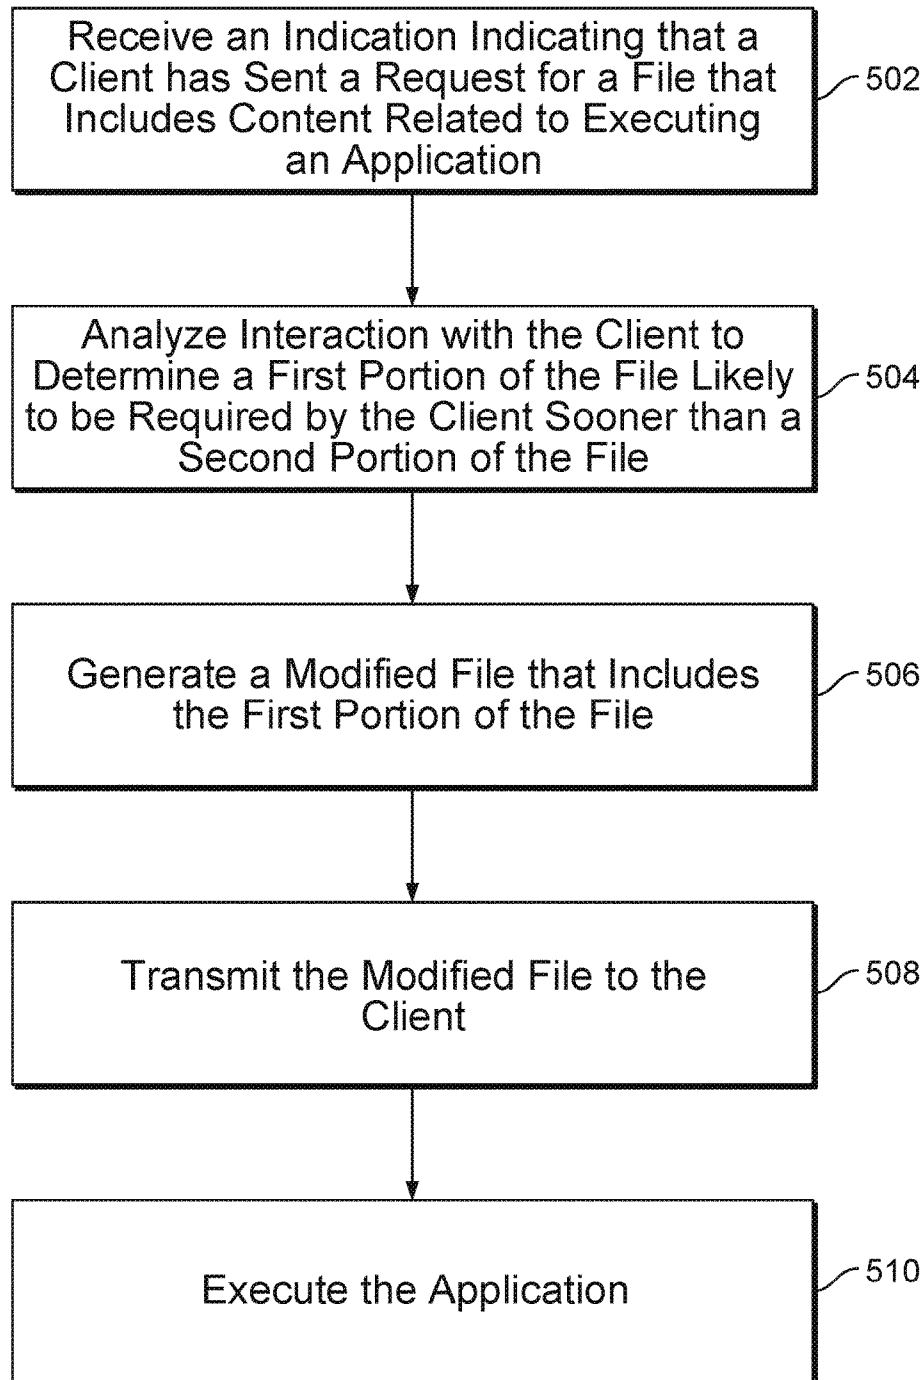 Receive an Indication Indicating that a
Client has Sent a Request for a File that
Includes Content Related to Executing
an Application
502
Analyze Interaction with the Client to
Determine a First Portion of the File Likely
to be Required by the Client Sooner than a
Second Portion of the File
504
Generate a Modified File that Includes
the First Portion of the File
506
Transmit the Modified File to the
Client
508
Execute the Application
510